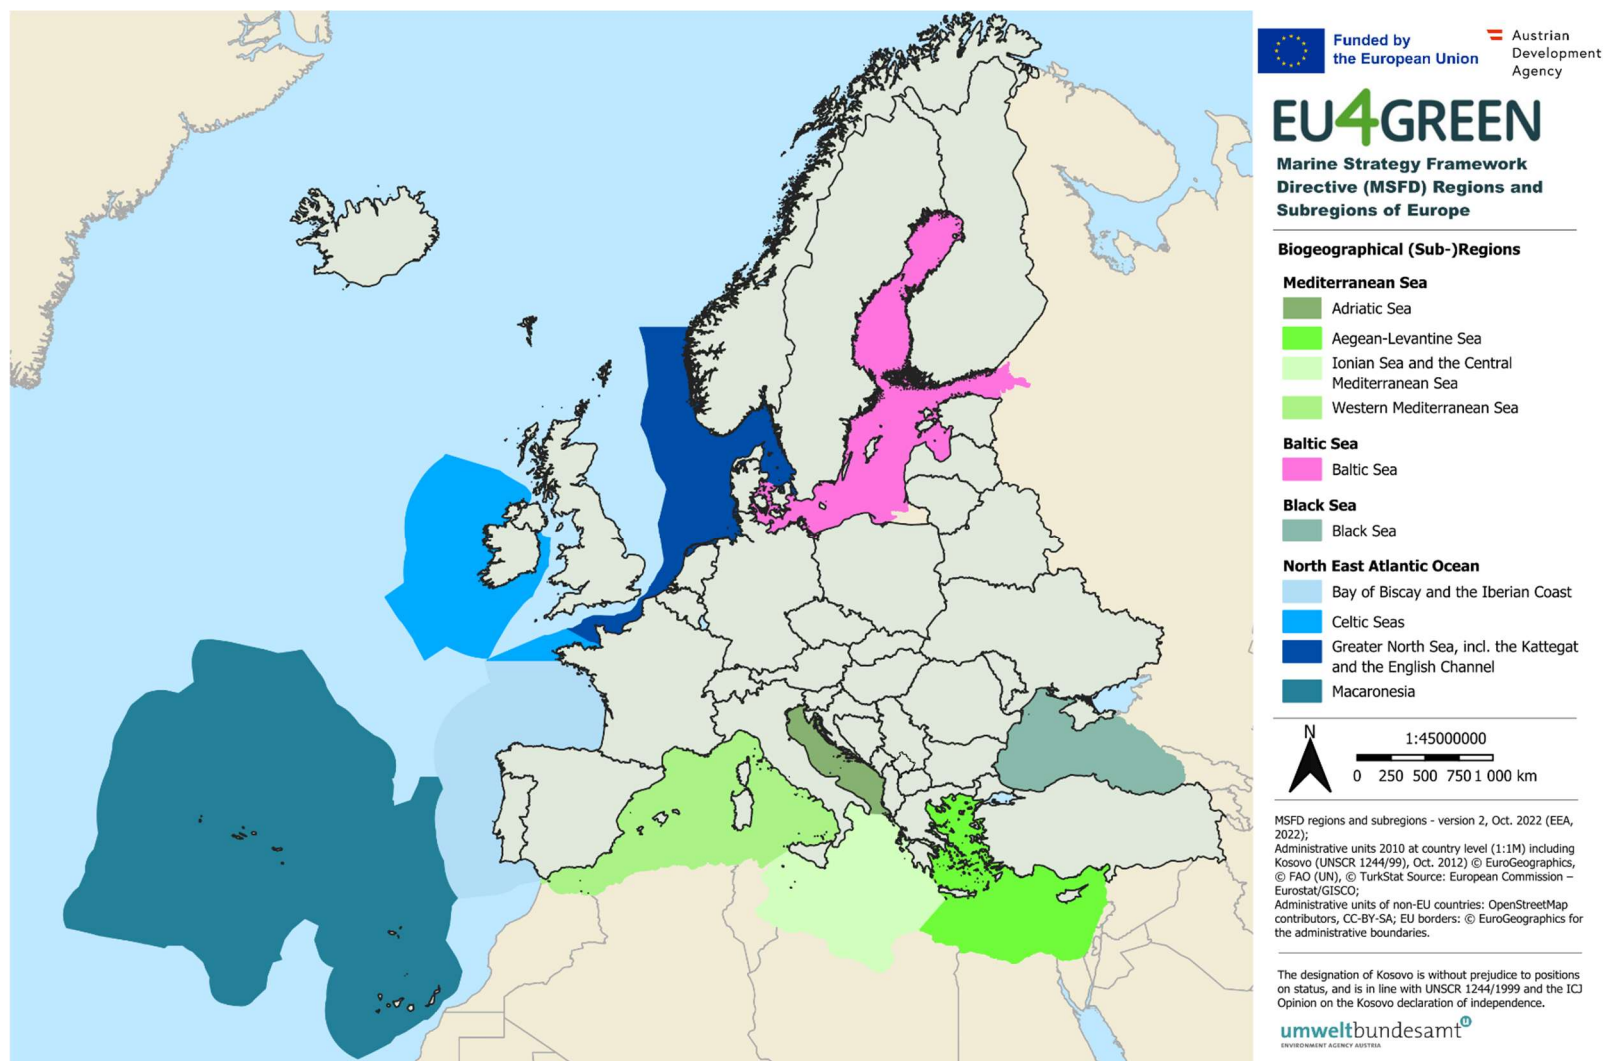 Funded by
the European Union
Austrian
Development
Agency
EU4GREEN
Marine Strategy Framework
Directive (MSFD) Regions and
Subregions of Europe
Biogeographical (Sub-)Regions
Mediterranean Sea
Adriatic Sea
Aegean-Levantine Sea
Ionian Sea and the Central
Mediterranean Sea
Western Mediterranean Sea
Baltic Sea
Baltic Sea
Black Sea
Black Sea
North East Atlantic Ocean
Bay of Biscay and the Iberian Coast
Celtic Seas
Greater North Sea, incl. the Kattegat
and the English Channel
Macaronesia
N
1:45000000
0 250 500 750 1 000 km
MSFD regions and subregions - version 2, Oct. 2022 (EEA,
2022);
Administrative units 2010 at country level (1:1M) including
Kosovo (UNSCR 1244/99), Oct. 2012) © EuroGeographics,
© FAO (UN), © TurkStat Source: European Commission –
Eurostat/GISCO;
Administrative units of non-EU countries: OpenStreetMap
contributors, CC-BY-SA; EU borders: © EuroGeographics for
the administrative boundaries.
The designation of Kosovo is without prejudice to positions
on status, and is in line with UNSCR 1244/1999 and the ICJ
Opinion on the Kosovo declaration of independence.
umweltbundesamt u
ENVIRONMENT AGENCY AUSTRIA